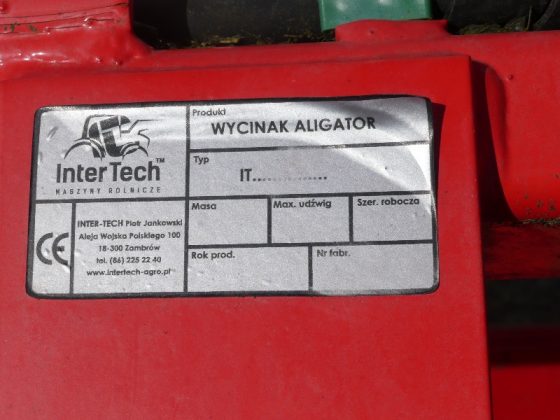 InterTech™
MASZYNY ROLNICZE
Produkt
WYCINAK ALIGATOR
Typ
IT..............
Masa
Max. udźwig
Szer. robocza
Rok prod.
Nr fabr.
CE
INTER-TECH Piotr Jankowski
Aleja Wojska Polskiego 100
18-300 Zambrów
tel. (86) 225 22 40
www.intertech-agro.pl